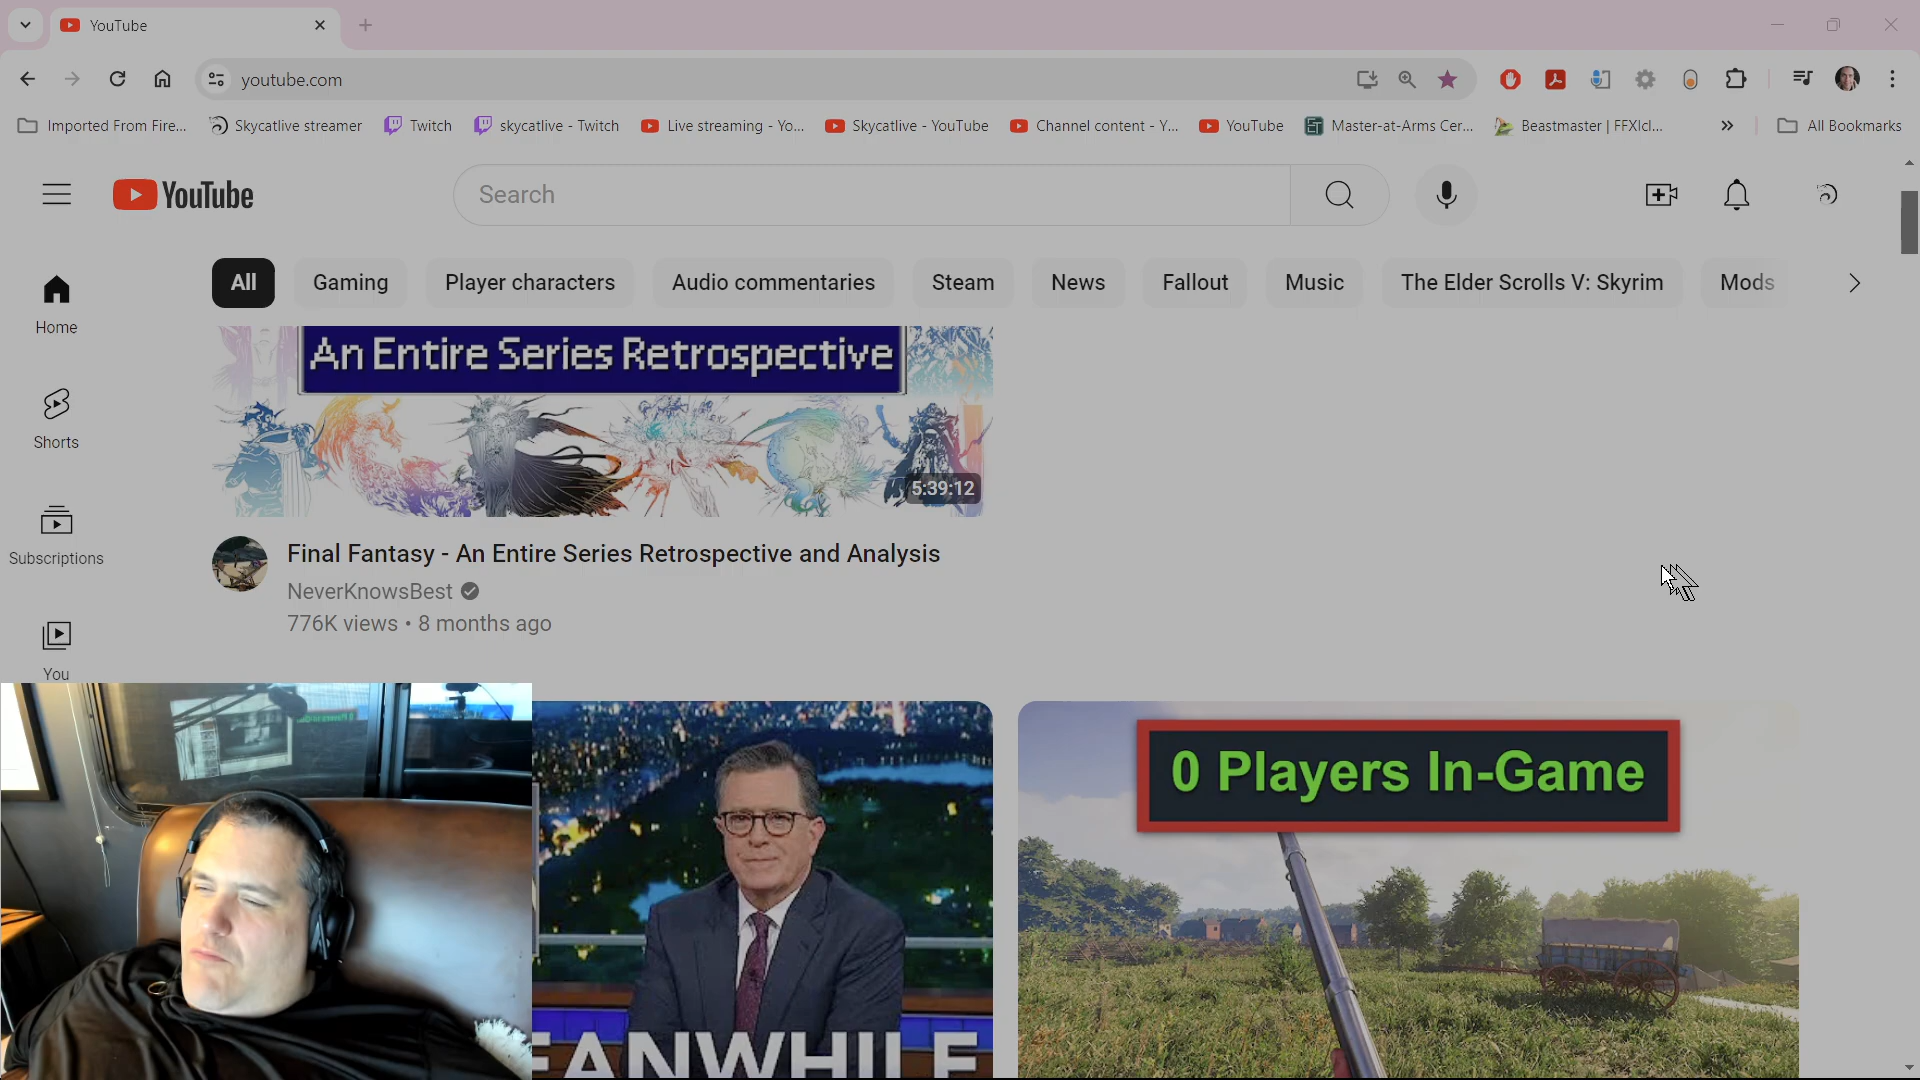 YouTube
youtube.com
Imported From Fire...
Skycatlive streamer
Twitch
skycatlive - Twitch
Live streaming - Yo...
Skycatlive - YouTube
Channel content - Y...
YouTube
Master-at-Arms Cer...
Beastmaster | FFXIcl...
All Bookmarks
YouTube
Search
All
Gaming
Player characters
Audio commentaries
Steam
News
Fallout
Music
The Elder Scrolls V: Skyrim
Mods
Home
Shorts
Subscriptions
You
An Entire Series Retrospective
5:39:12
Final Fantasy - An Entire Series Retrospective and Analysis
NeverKnowsBest
776K views • 8 months ago
EANWHILE
0 Players In-Game